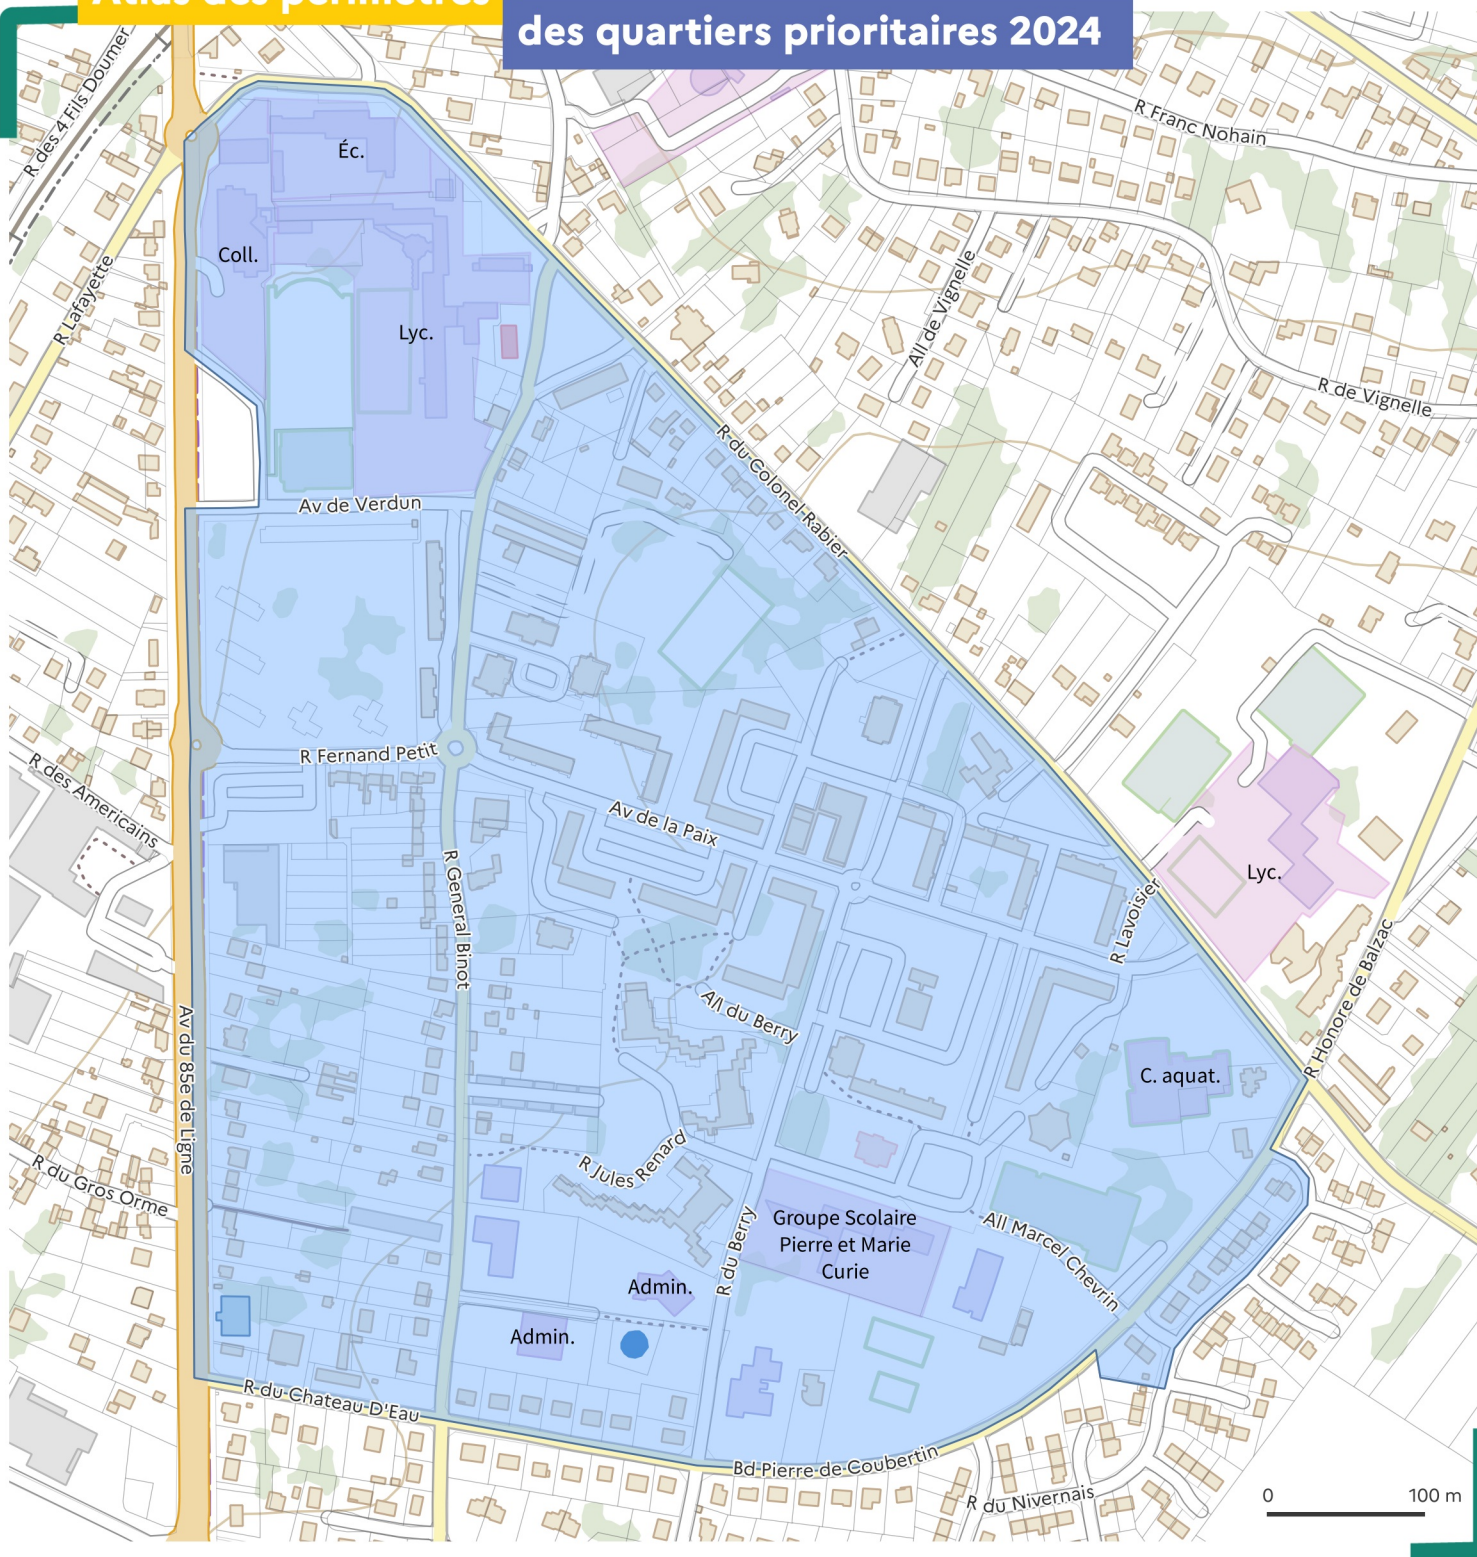 Atlas des périmètres
des quartiers prioritaires 2024
R des 4 Fils Doumer
R Franc Nohain
Éc.
Coll.
R Lafayette
Lyc.
All de Vignelle
R de Vignelle
R du Colonel Rabier
Av de Verdun
R Fernand Petit
R des Americains
Av de la Paix
R General Binot
Lyc.
R Lavoisier
R Honore de Balzac
All du Berry
Av du 85e de Ligne
C. aquat.
R du Gros Orme
R Jules Renard
Groupe Scolaire
Pierre et Marie
Curie
All Marcel Chevrin
R du Berry
Admin.
Admin.
R du Chateau D'Eau
Bd Pierre de Coubertin
R du Nivernais
0 100 m